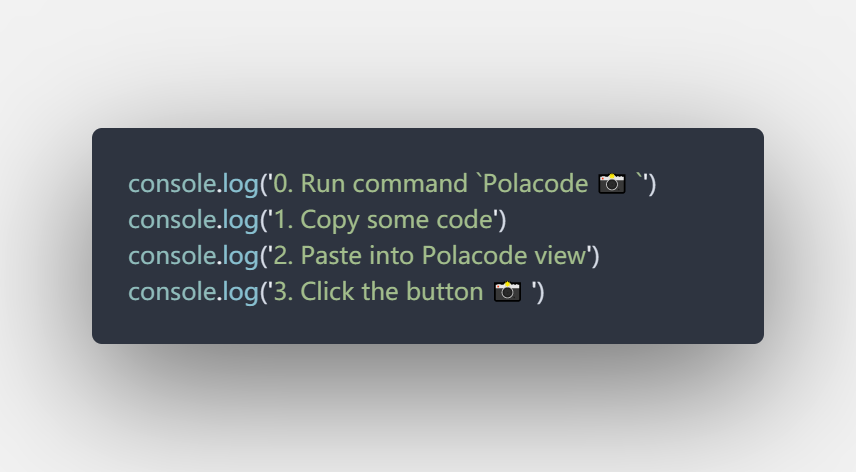 console.log('0. Run command `Polacode 📸 `')
console.log('1. Copy some code')
console.log('2. Paste into Polacode view')
console.log('3. Click the button 📸 ')